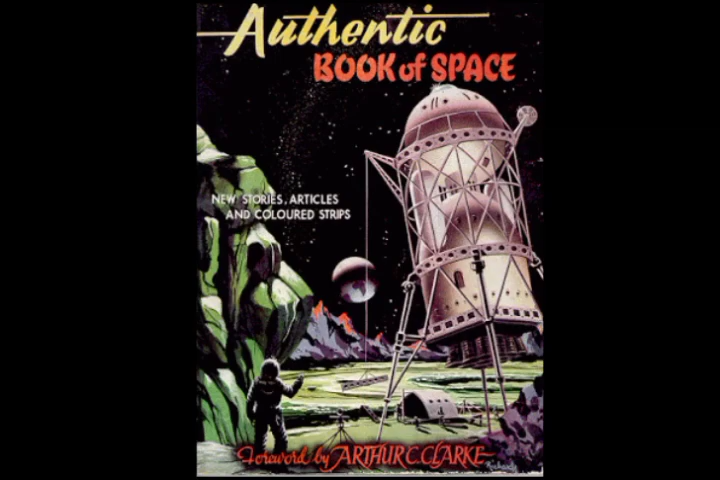 Authentic
BOOK of SPACE
NEW STORIES, ARTICLES
AND COLOURED STRIPS
Foreword by ARTHUR C. CLARKE